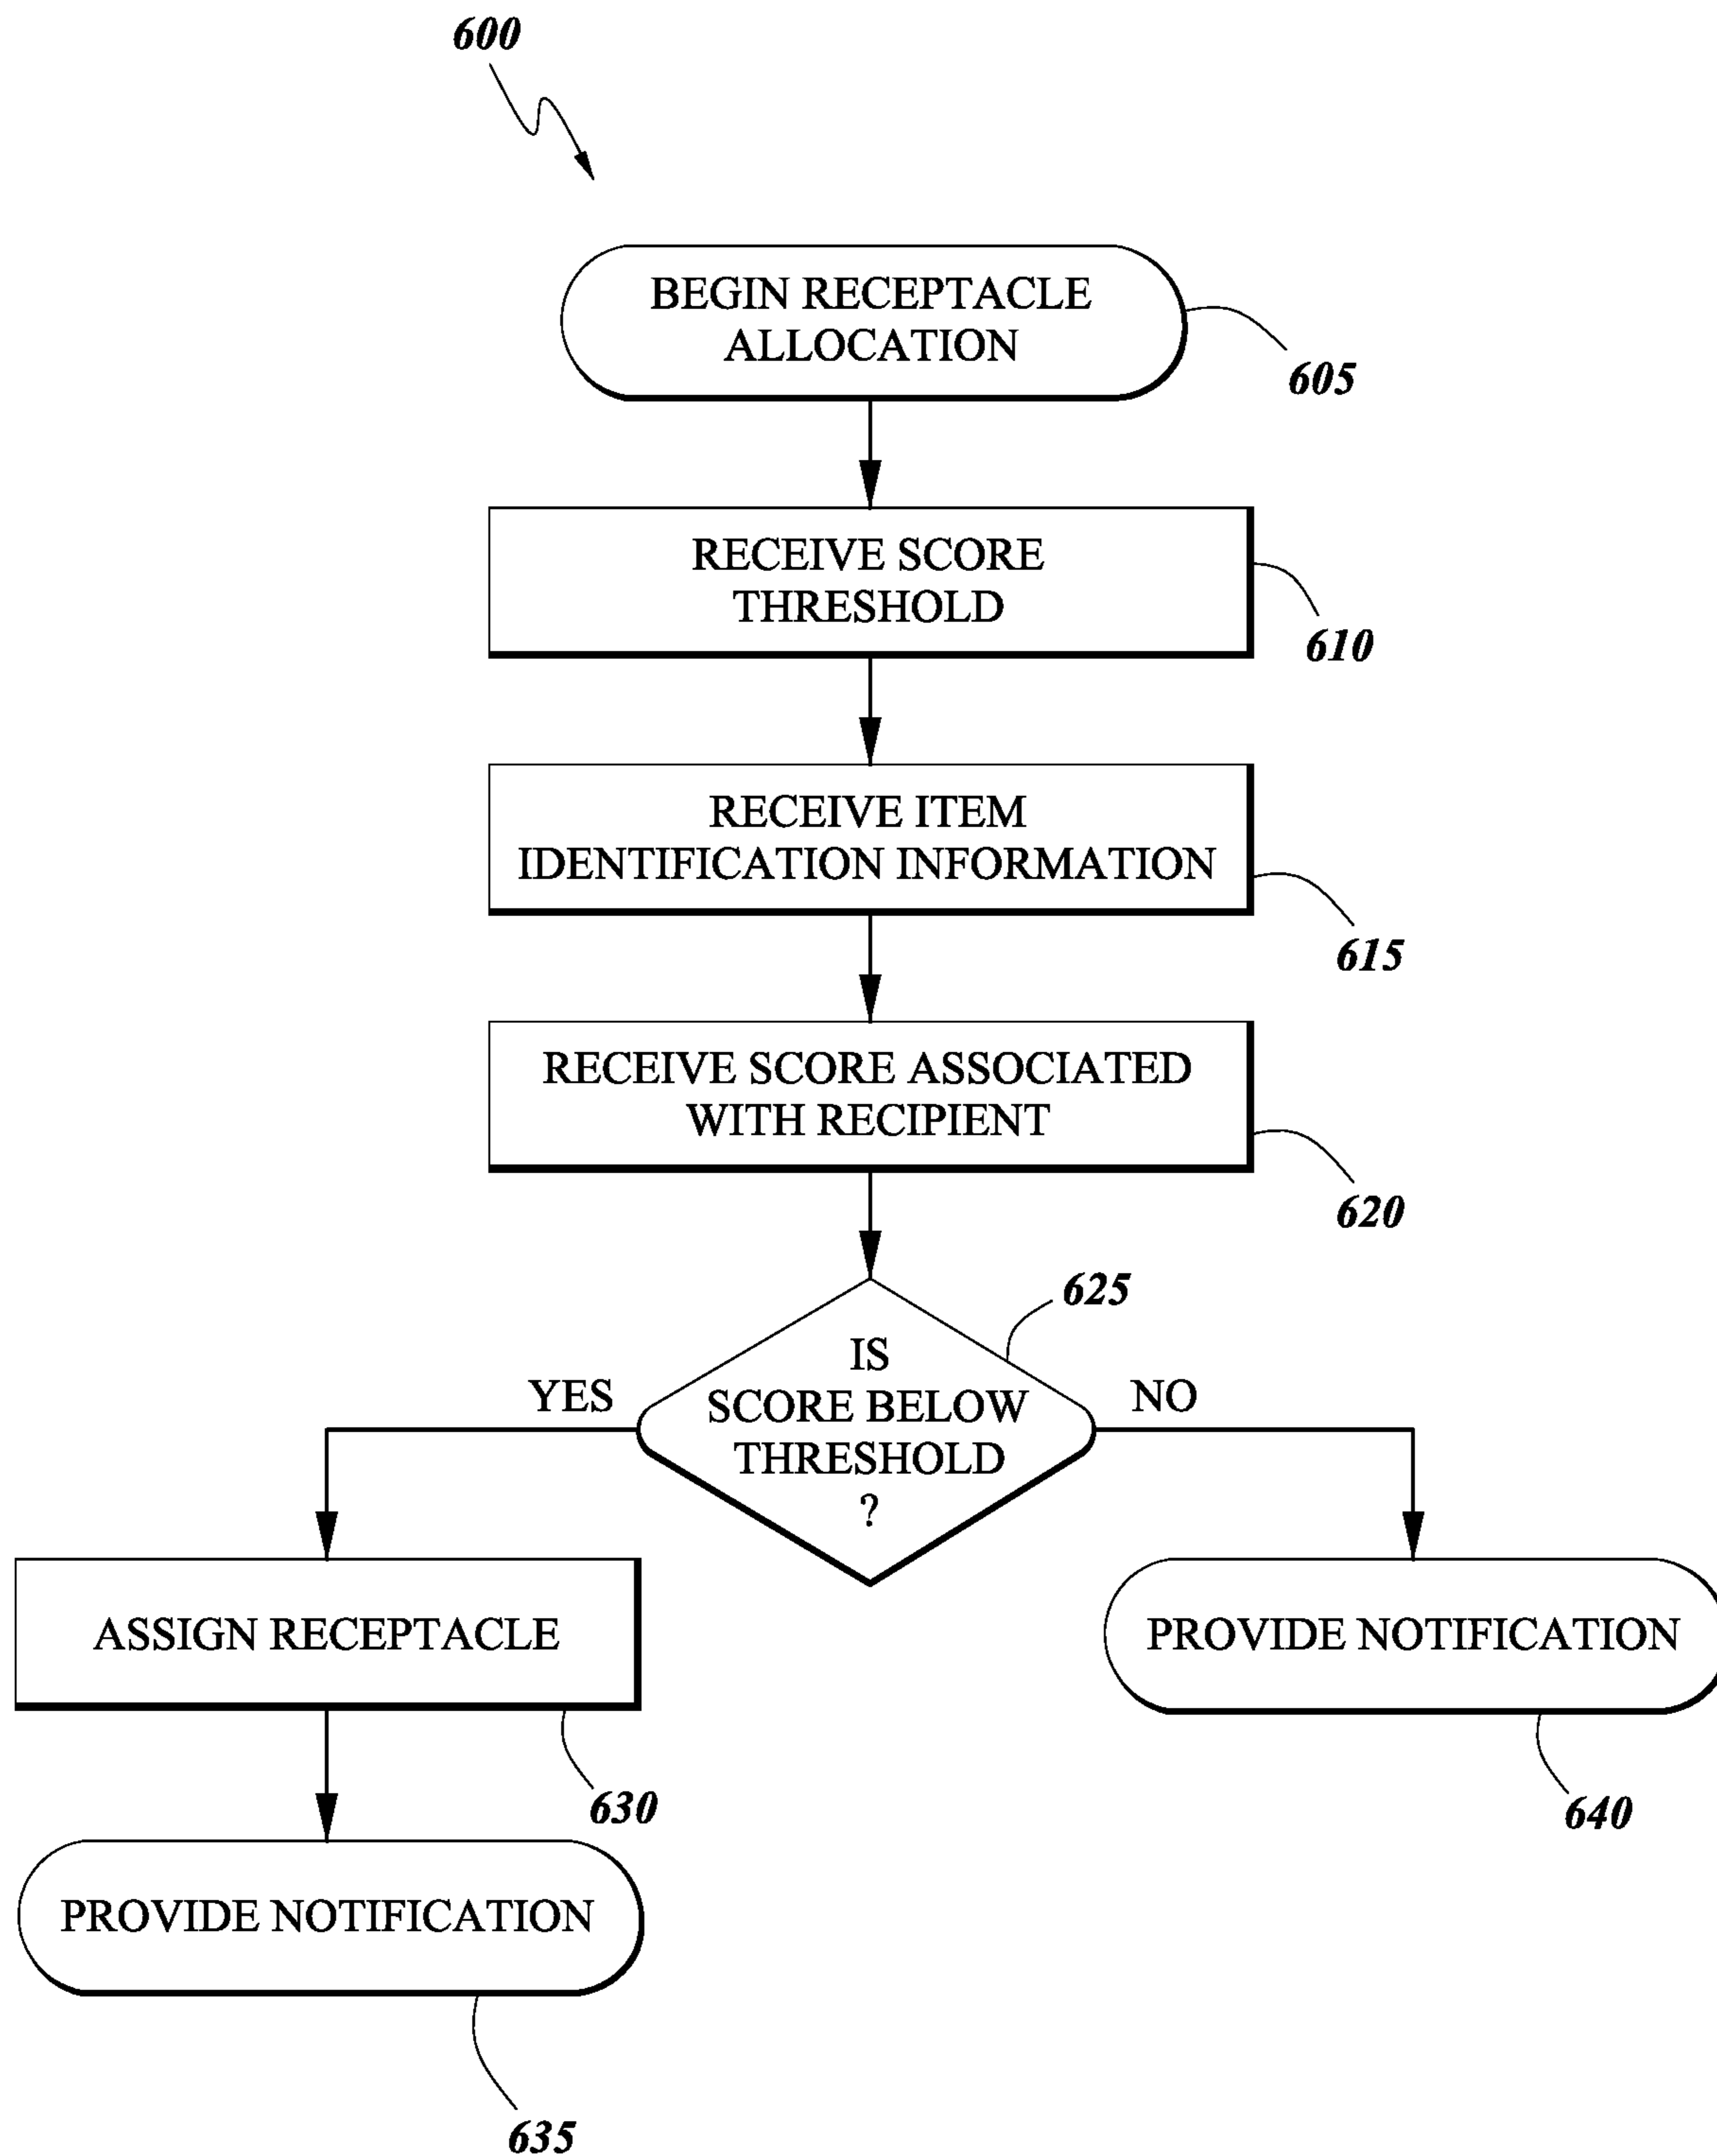 600
BEGIN RECEPTACLE
ALLOCATION
605
RECEIVE SCORE
THRESHOLD
610
RECEIVE ITEM
IDENTIFICATION INFORMATION
615
RECEIVE SCORE ASSOCIATED
WITH RECIPIENT
620
625
IS
SCORE BELOW
THRESHOLD
?
YES
NO
ASSIGN RECEPTACLE
630
PROVIDE NOTIFICATION
640
PROVIDE NOTIFICATION
635